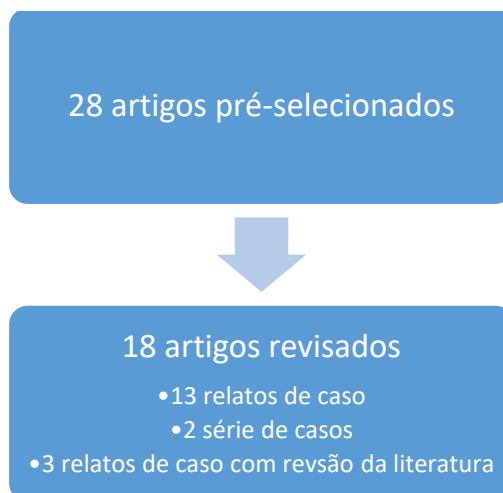 28 artigos pré-selecionados
18 artigos revisados
•13 relatos de caso
•2 série de casos
•3 relatos de caso com revsão da literatura